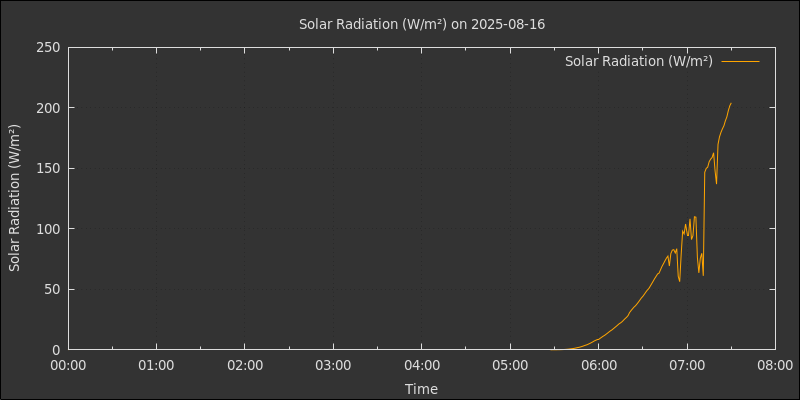 Solar Radiation (W/m²) on 2025-08-16
Solar Radiation (W/m²)
Solar Radiation (W/m²)
250
200
150
100
50
0
00:00 01:00 02:00 03:00 04:00 05:00 06:00 07:00 08:00
Time